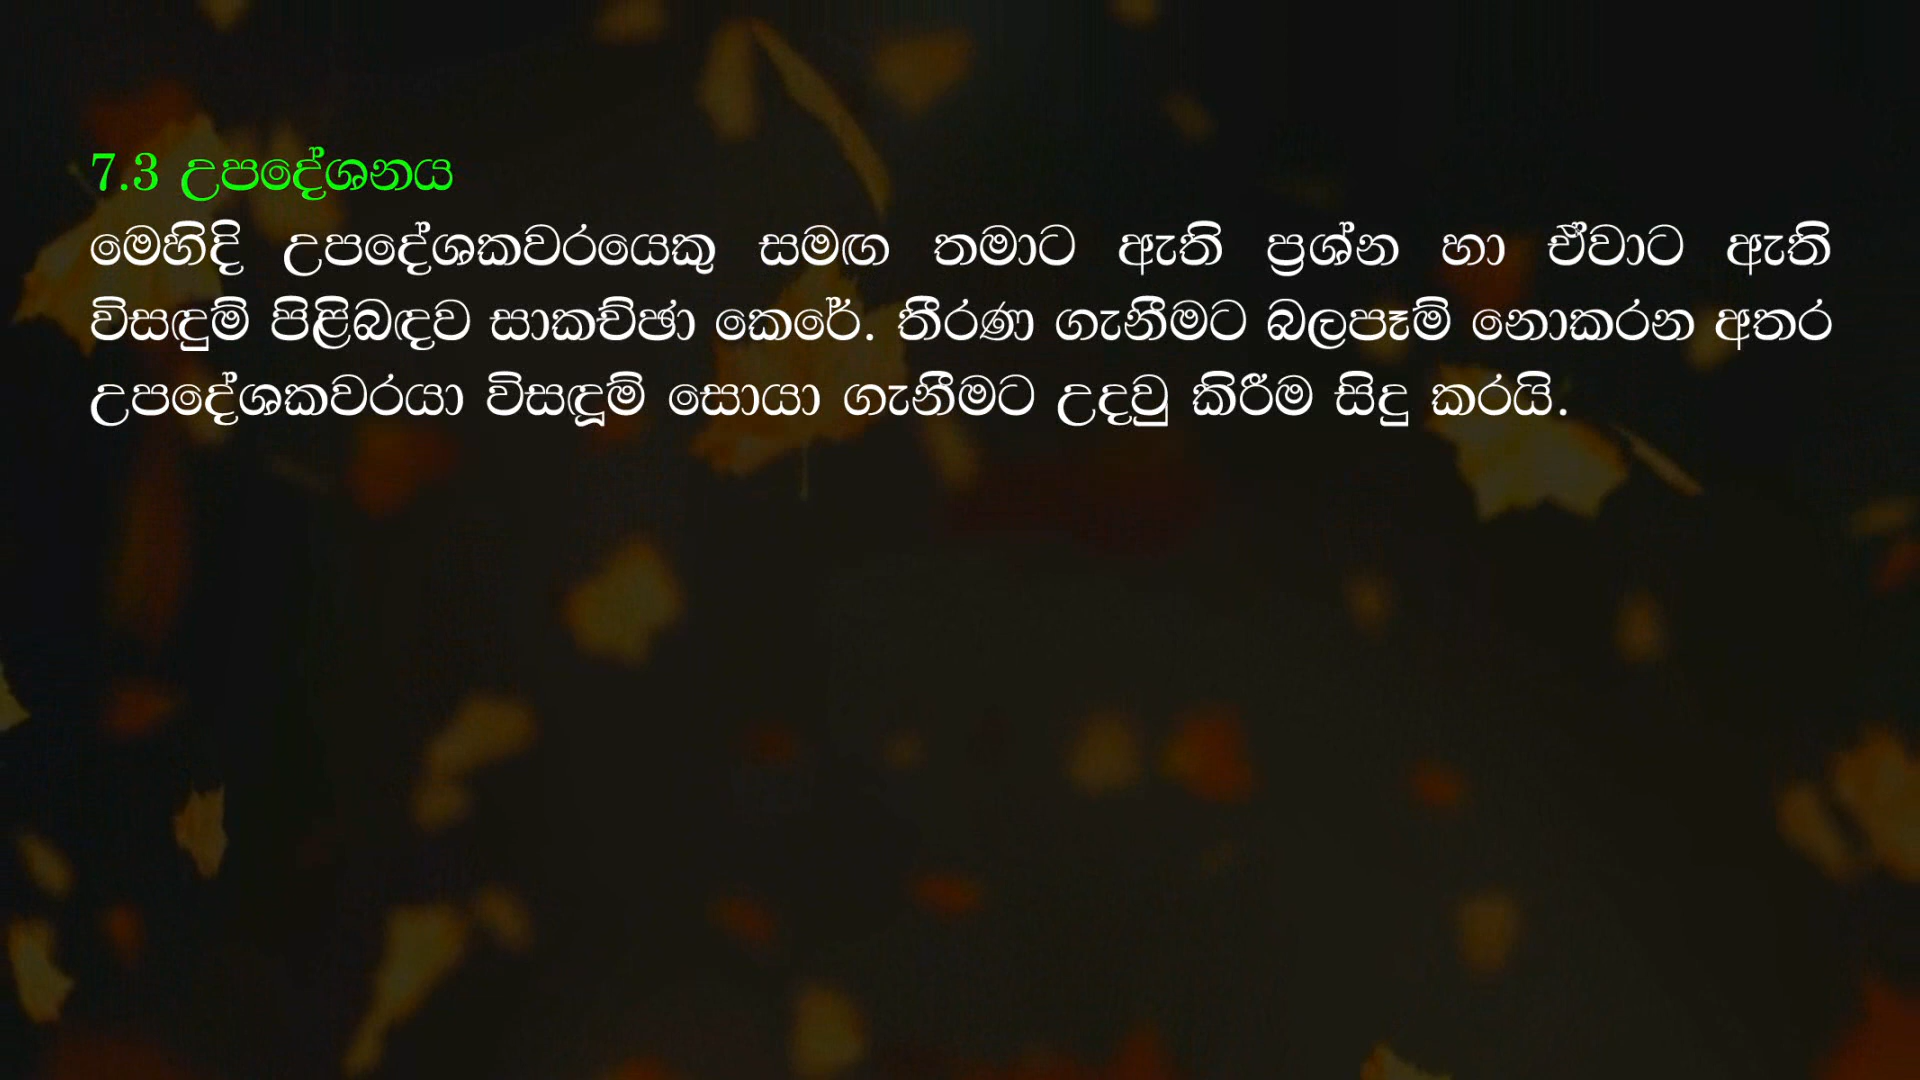 7.3 උපදේශනය
මෙහිදි උපදේශකවරයෙකු සමඟ තමාට ඇති ප්‍රශ්න හා ඒවාට ඇති
විසඳුම් පිළිබඳව සාකච්ඡා කෙරේ. තීරණ ගැනීමට බලපෑම් නොකරන අතර
උපදේශකවරයා විසඳූම් සොයා ගැනීමට උදවු කිරීම සිදු කරයි.